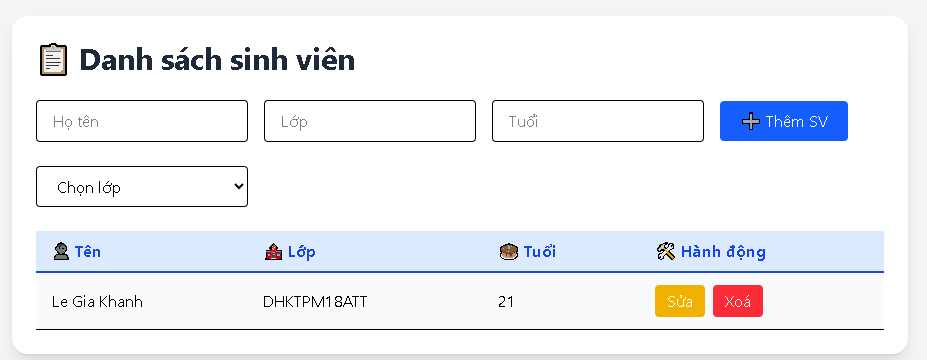 📋 Danh sách sinh viên
Họ tên Lớp Tuổi ➕ Thêm SV
Chọn lớp
👤 Tên 🏫 Lớp 🎂 Tuổi 🛠 Hành động
Le Gia Khanh DHKTPM18ATT 21 Sửa Xoá